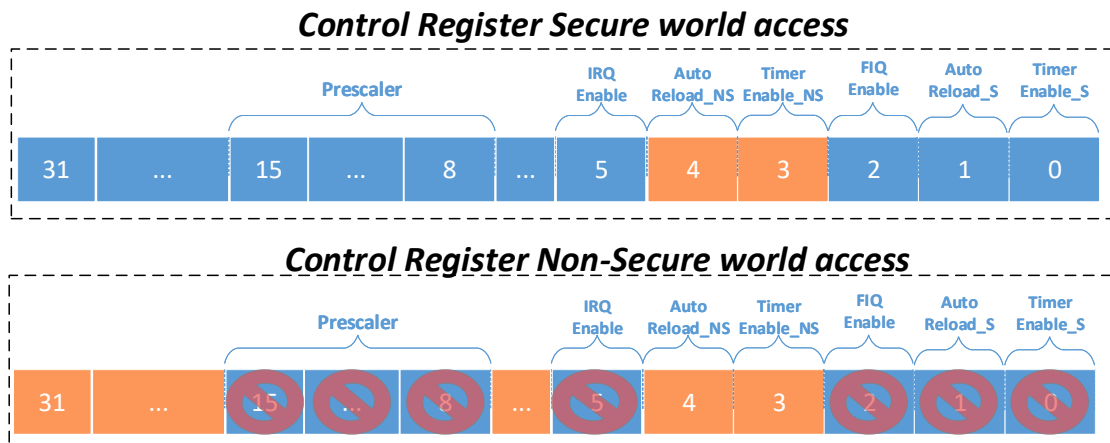 Control Register Secure world access
Prescaler
IRQ Enable
Auto Reload_NS
Timer Enable_NS
FIQ Enable
Auto Reload_S
Timer Enable_S
31 ... 15 ... 8 ... 5 4 3 2 1 0
Control Register Non-Secure world access
Prescaler
IRQ Enable
Auto Reload_NS
Timer Enable_NS
FIQ Enable
Auto Reload_S
Timer Enable_S
31 ... 15 ... 8 ... 5 4 3 2 1 0